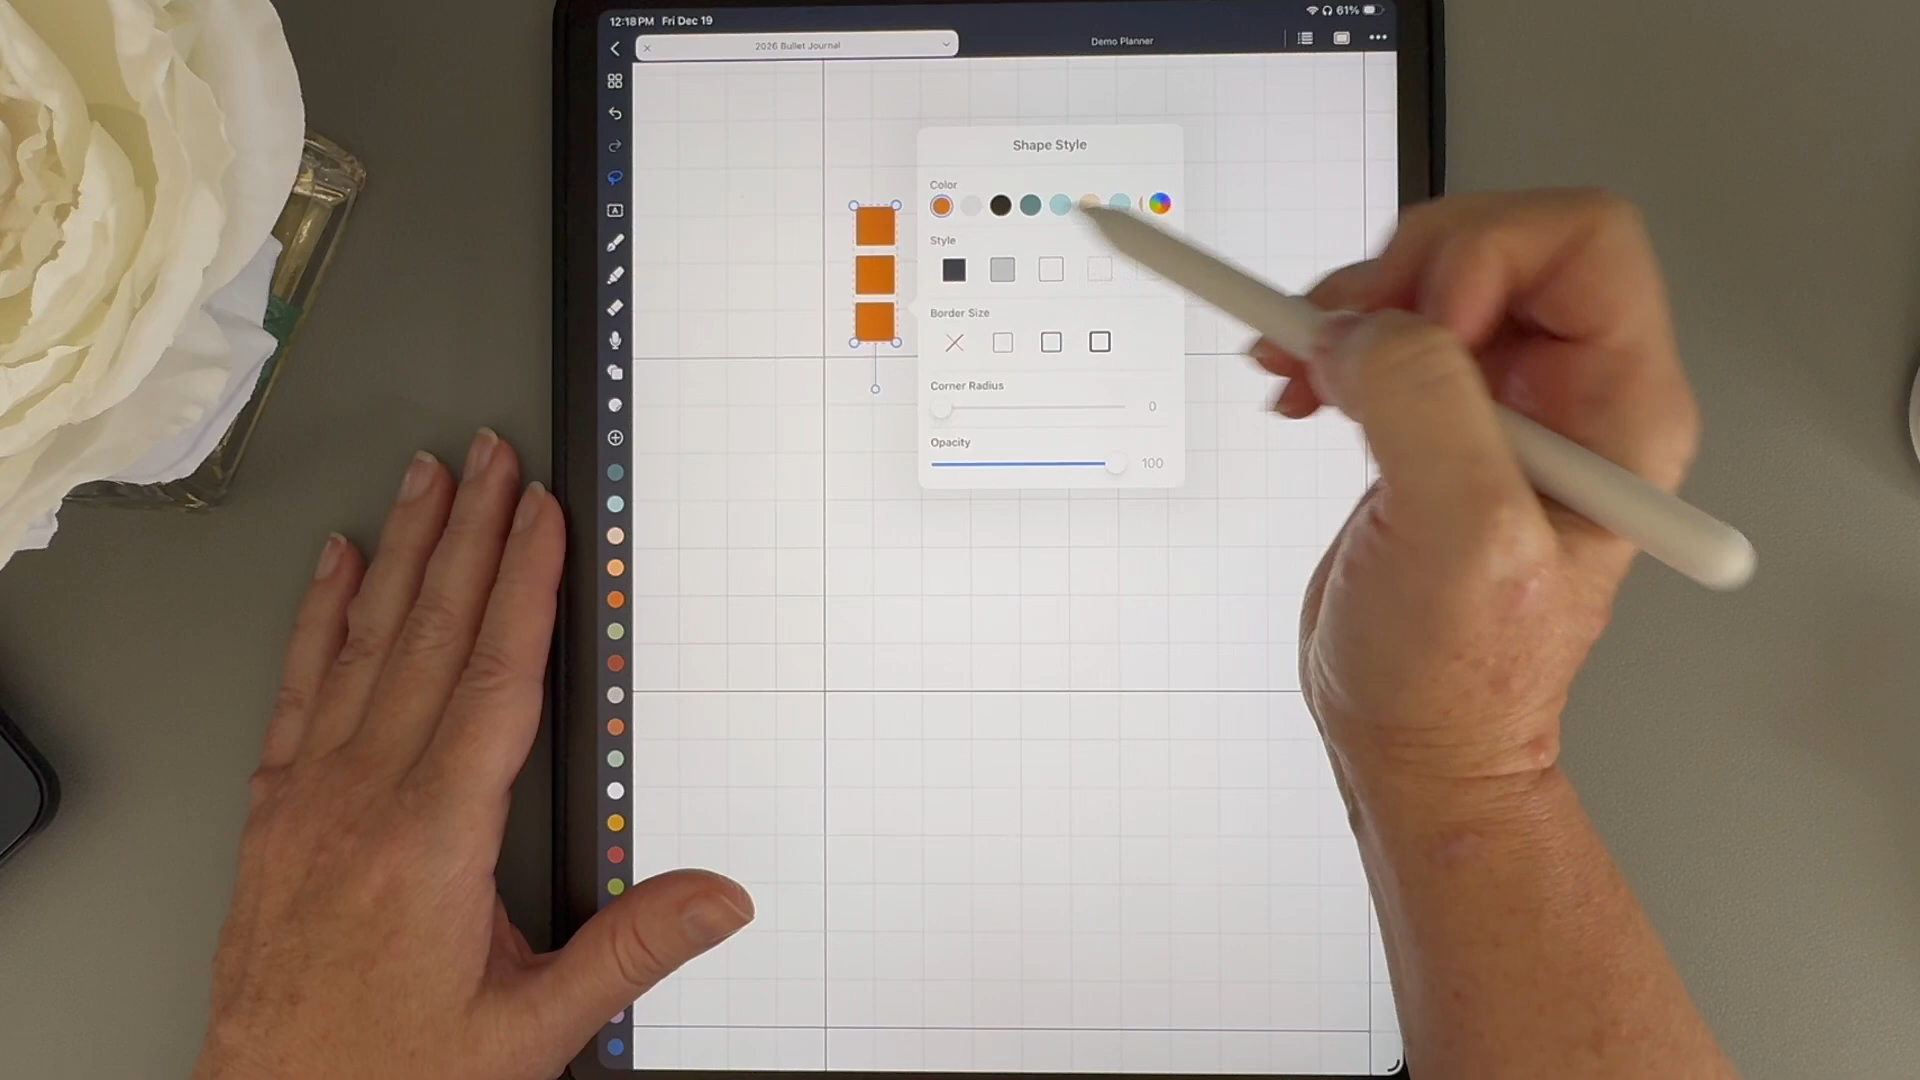 12:18 PM Fri Dec 19
61%
2026 Bullet Journal
Demo Planner
A
Shape Style
Color
Style
Border Size
Corner Radius
0
Opacity
100